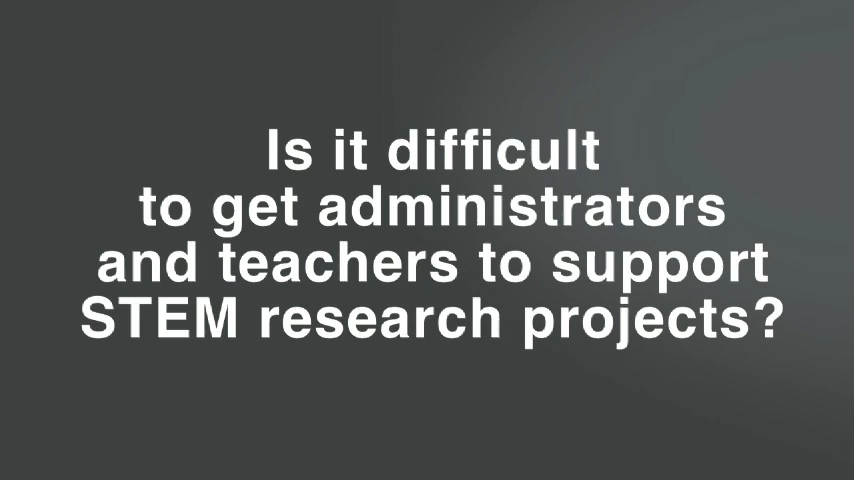 Is it difficult
to get administrators
and teachers to support
STEM research projects?